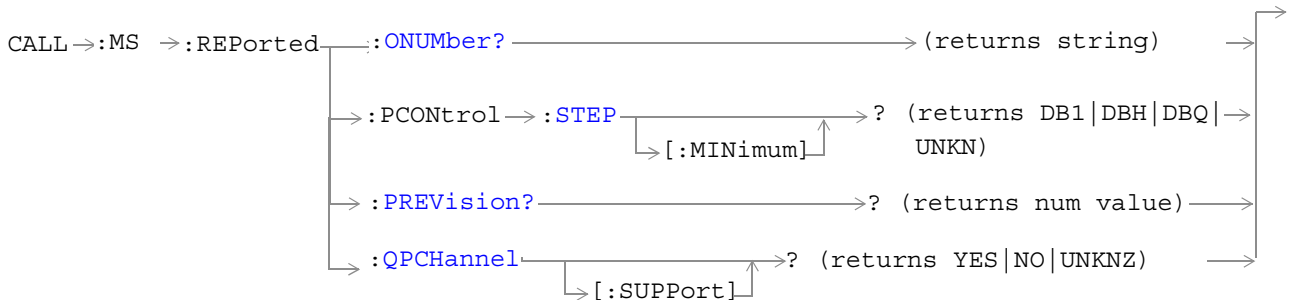 CALL :MS :REPorted :ONUMber? (returns string)
:PCONtrol :STEP ? (returns DB1|DBH|DBQ|
[:MINimum] UNKN)
:PREVision? ? (returns num value)
:QPCHannel ? (returns YES|NO|UNKNZ)
[:SUPPort]